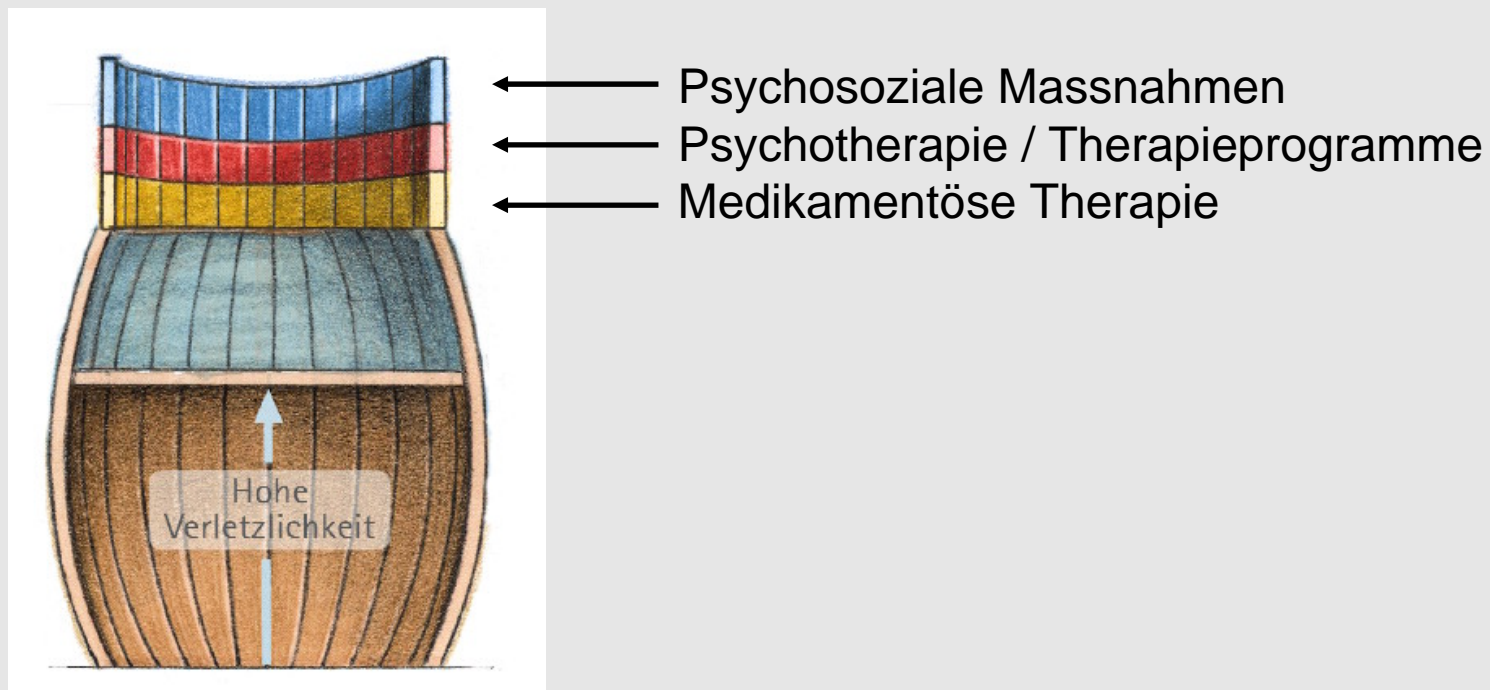 Psychosoziale Massnahmen
Psychotherapie / Therapieprogramme
Medikamentöse Therapie
Hohe
Verletzlichkeit